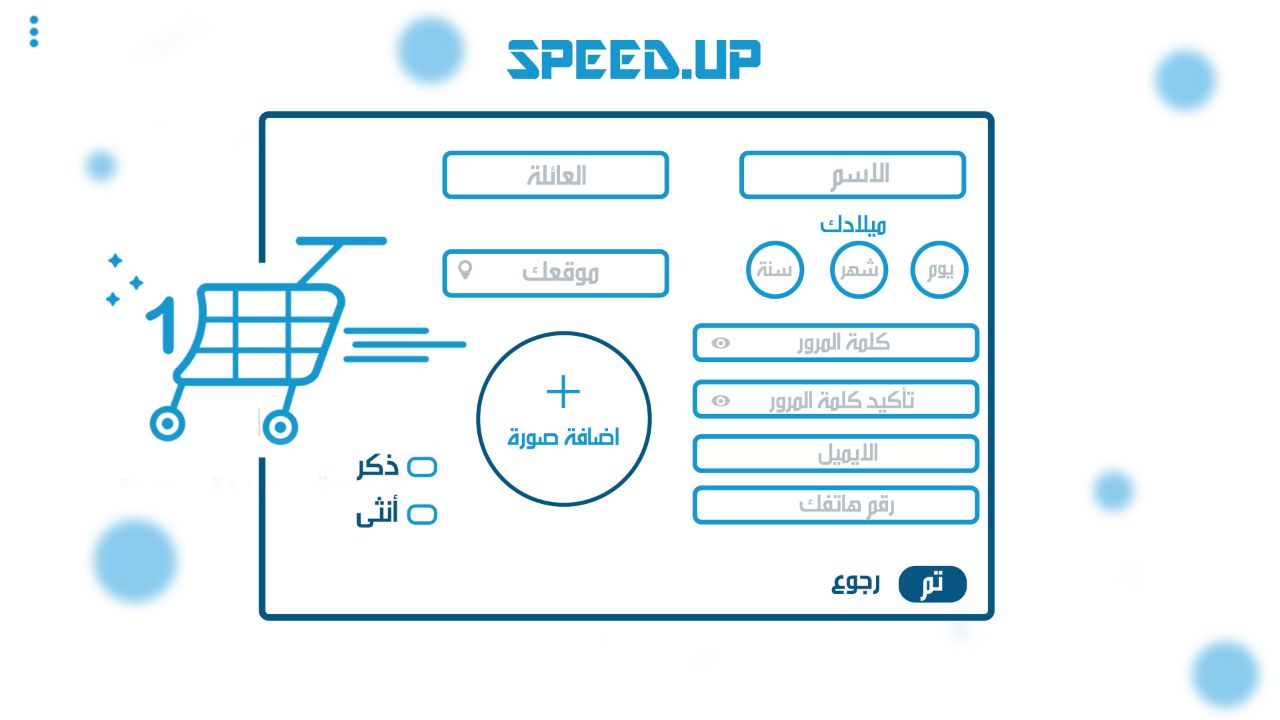 SPEED.UP
الاسم
العائلة
ميلادك
يوم
شهر
سنة
موقعك
كلمة المرور
تأكيد كلمة المرور
الايميل
رقم هاتفك
اضافة صورة
ذكر
أنثى
تم
رجوع
1